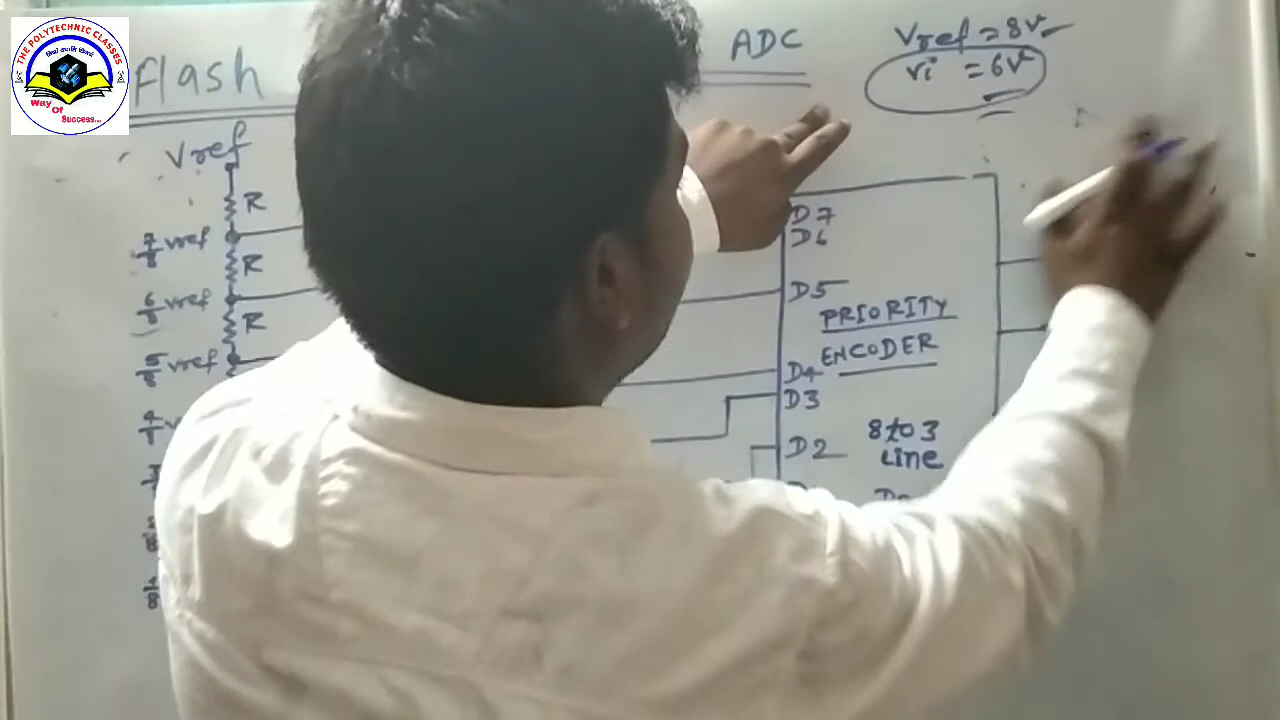 THE POLYTECHNIC CLASSES
Way Of Success...
Flash
ADC
Vref = 8V
Vi = 6V
Vref
R
7/8 Vref
R
6/8 Vref
R
5/8 Vref
D7
D6
D5
PRIORITY
ENCODER
D4
D3
8 to 3
Line
D2